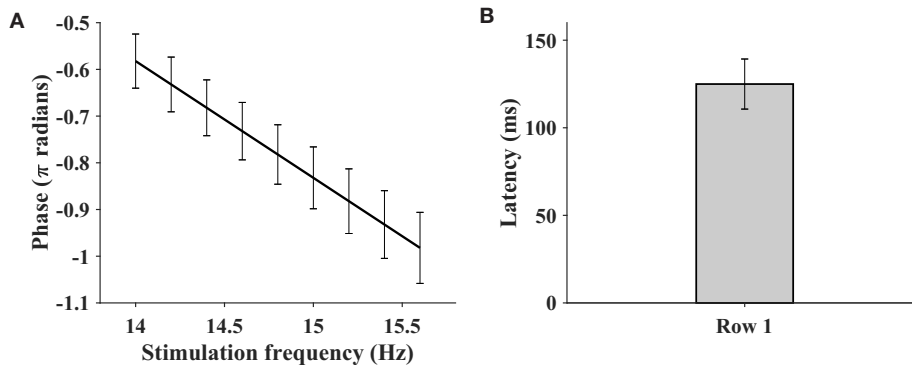 A
Phase (π radians)
-0.5
-0.6
-0.7
-0.8
-0.9
-1
-1.1
14
14.5
15
15.5
Stimulation frequency (Hz)
B
Latency (ms)
150
100
50
0
Row 1